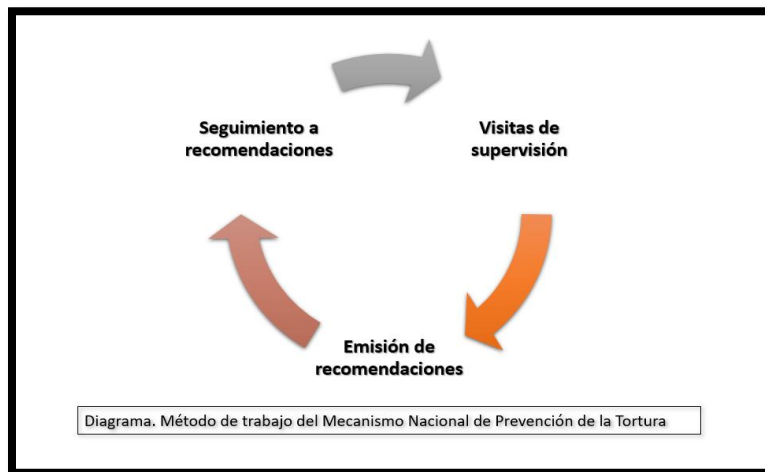 Seguimiento a
recomendaciones
Visitas de
supervisión
Emisión de
recomendaciones
Diagrama. Método de trabajo del Mecanismo Nacional de Prevención de la Tortura